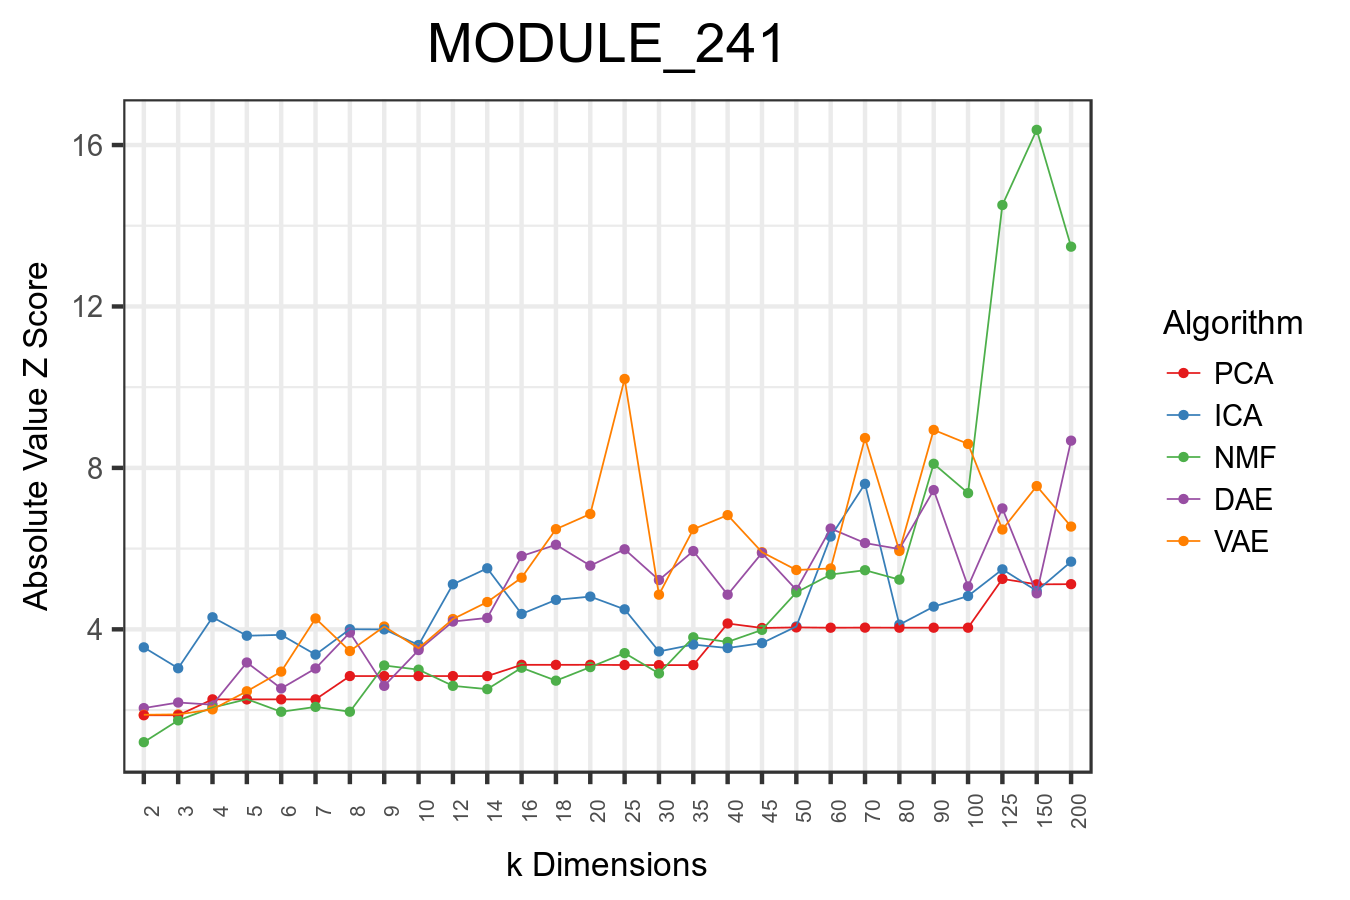 MODULE_241
Absolute Value Z Score
16
12
8
4
2 3 4 5 6 7 8 9 10 12 14 16 18 20 25 30 35 40 45 50 60 70 80 90 100 125 150 200
k Dimensions
Algorithm
PCA
ICA
NMF
DAE
VAE